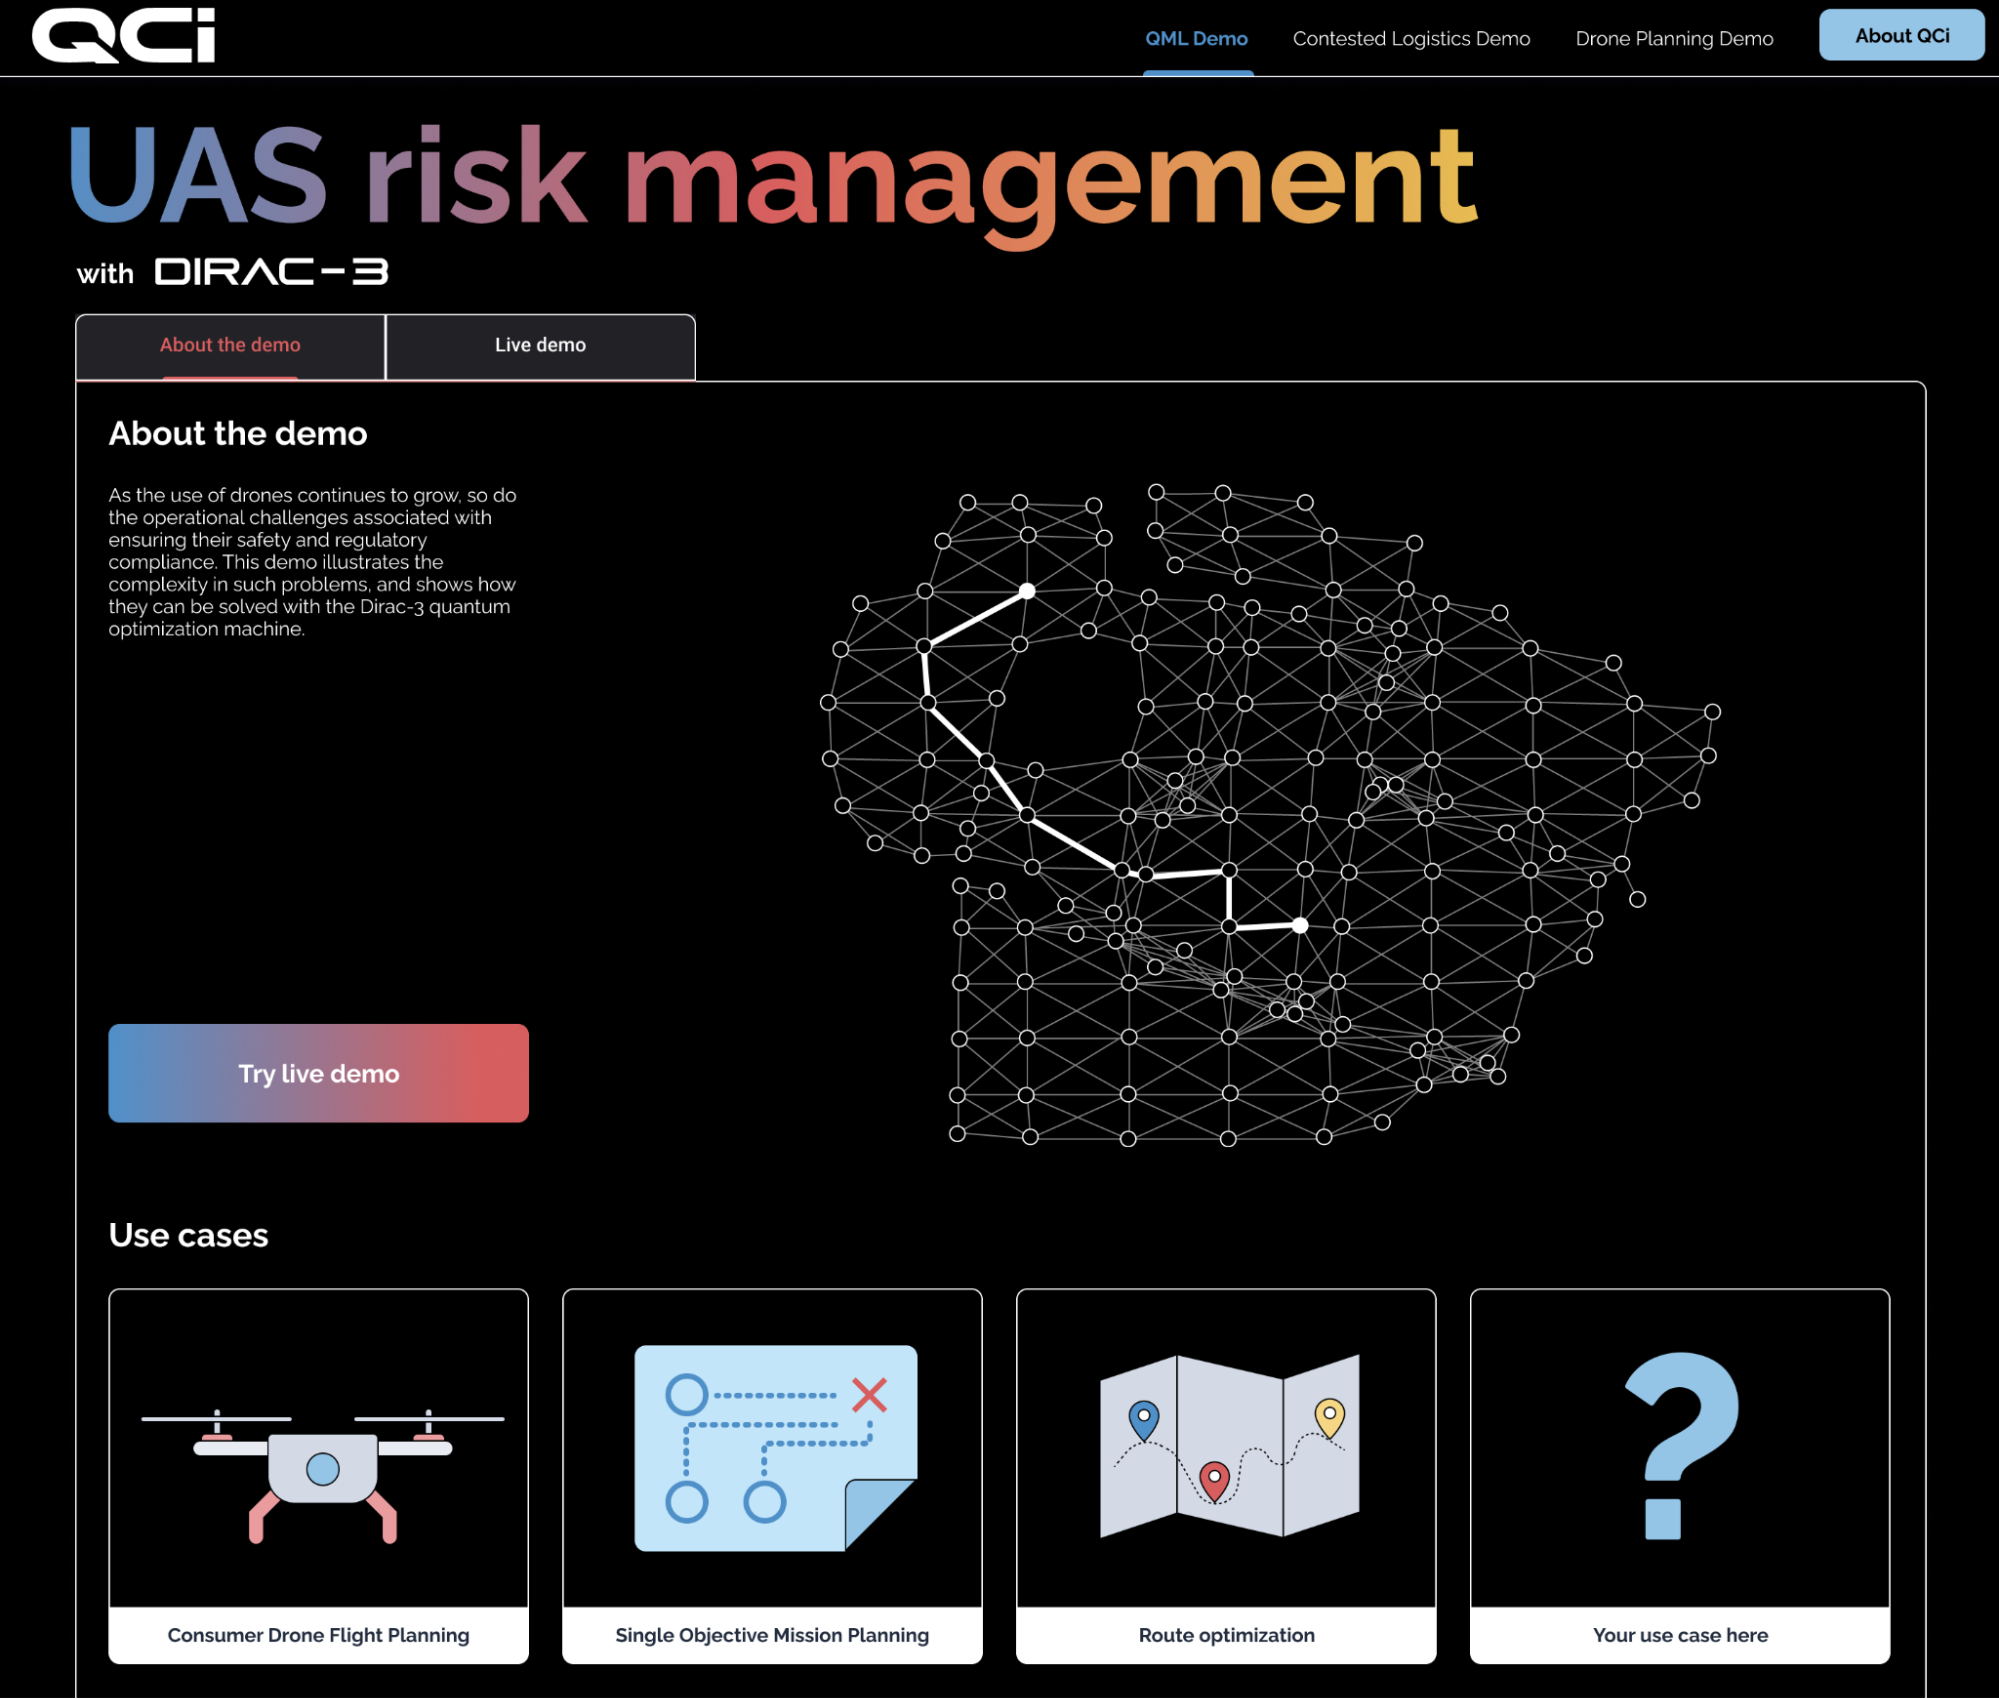 QCi
QML Demo
Contested Logistics Demo
Drone Planning Demo
About QCi
UAS risk management
with DIRAC-3
About the demo
Live demo
About the demo
As the use of drones continues to grow, so do
the operational challenges associated with
ensuring their safety and regulatory
compliance. This demo illustrates the
complexity in such problems, and shows how
they can be solved with the Dirac-3 quantum
optimization machine.
Try live demo
Use cases
Consumer Drone Flight Planning
Single Objective Mission Planning
Route optimization
Your use case here